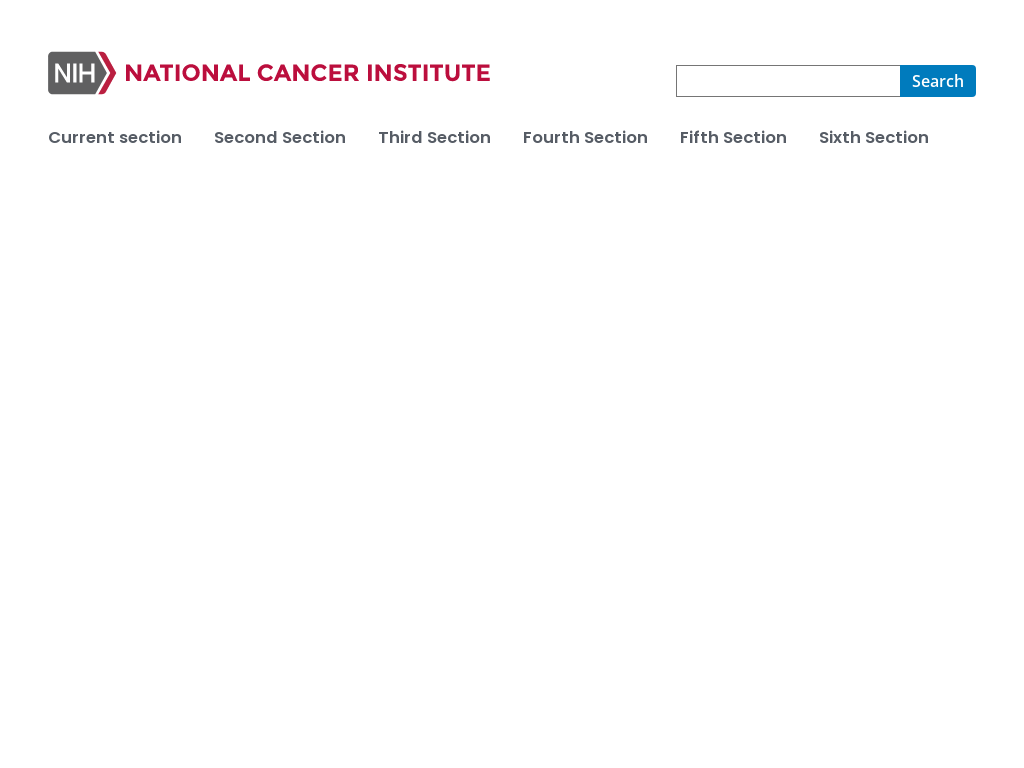 NIH NATIONAL CANCER INSTITUTE
Search
Current section Second Section Third Section Fourth Section Fifth Section Sixth Section